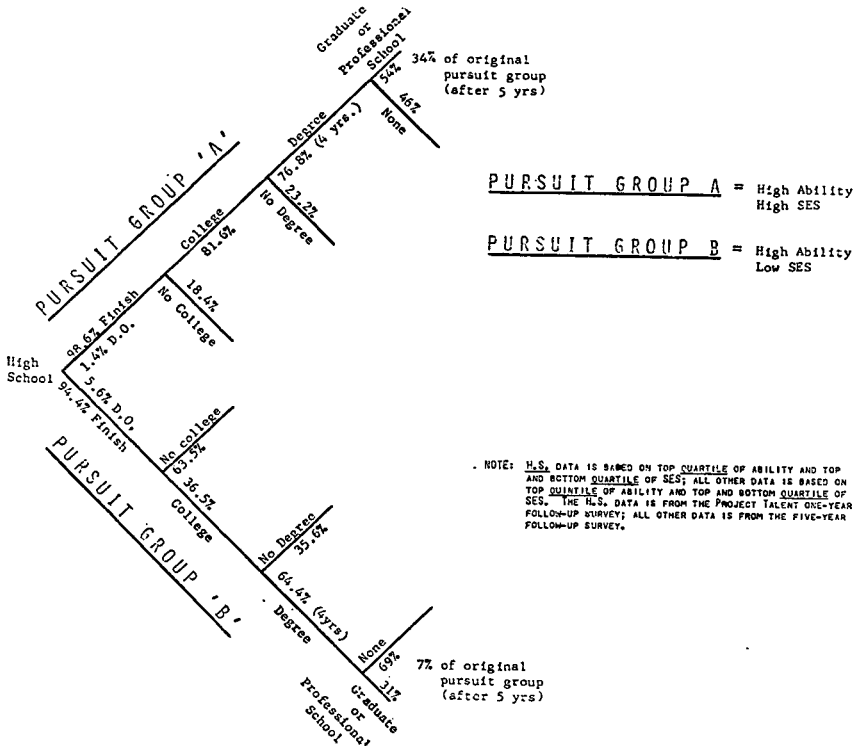 Graduate
or
Professional
School
54%
34% of original
pursuit group
(after 5 yrs)
46%
None
Degree
76.8% (4 yrs.)
23.2%
No Degree
College
81.6%
18.4%
No College
PURSUIT GROUP 'A'
98.6% Finish
1.4% D.O.
High
School
5.6% D.O.
94.4% Finish
PURSUIT GROUP 'B'
No college
63.5%
36.5%
College
No Degree
35.6%
64.4% (4yrs)
Degree
None
69%
31%
Graduate
or
Professional
School
7% of original
pursuit group
(after 5 yrs)
PURSUIT GROUP A = High Ability
High SES
PURSUIT GROUP B = High Ability
Low SES
NOTE: H.S. DATA IS BASED ON TOP QUARTILE OF ABILITY AND TOP
AND BOTTOM QUARTILE OF SES; ALL OTHER DATA IS BASED ON
TOP QUINTILE OF ABILITY AND TOP AND BOTTOM QUARTILE OF
SES. THE H.S. DATA IS FROM THE PROJECT TALENT ONE-YEAR
FOLLOW-UP SURVEY; ALL OTHER DATA IS FROM THE FIVE-YEAR
FOLLOW-UP SURVEY.